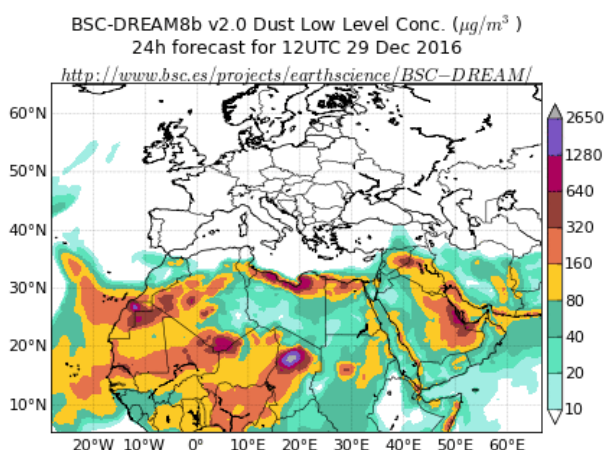 BSC-DREAM8b v2.0 Dust Low Level Conc. (μg/m³ )
24h forecast for 12UTC 29 Dec 2016
http://www.bsc.es/projects/earthscience/BSC−DREAM/
60°N
50°N
40°N
30°N
20°N
10°N
20°W 10°W 0° 10°E 20°E 30°E 40°E 50°E 60°E
2650
1280
640
320
160
80
40
20
10